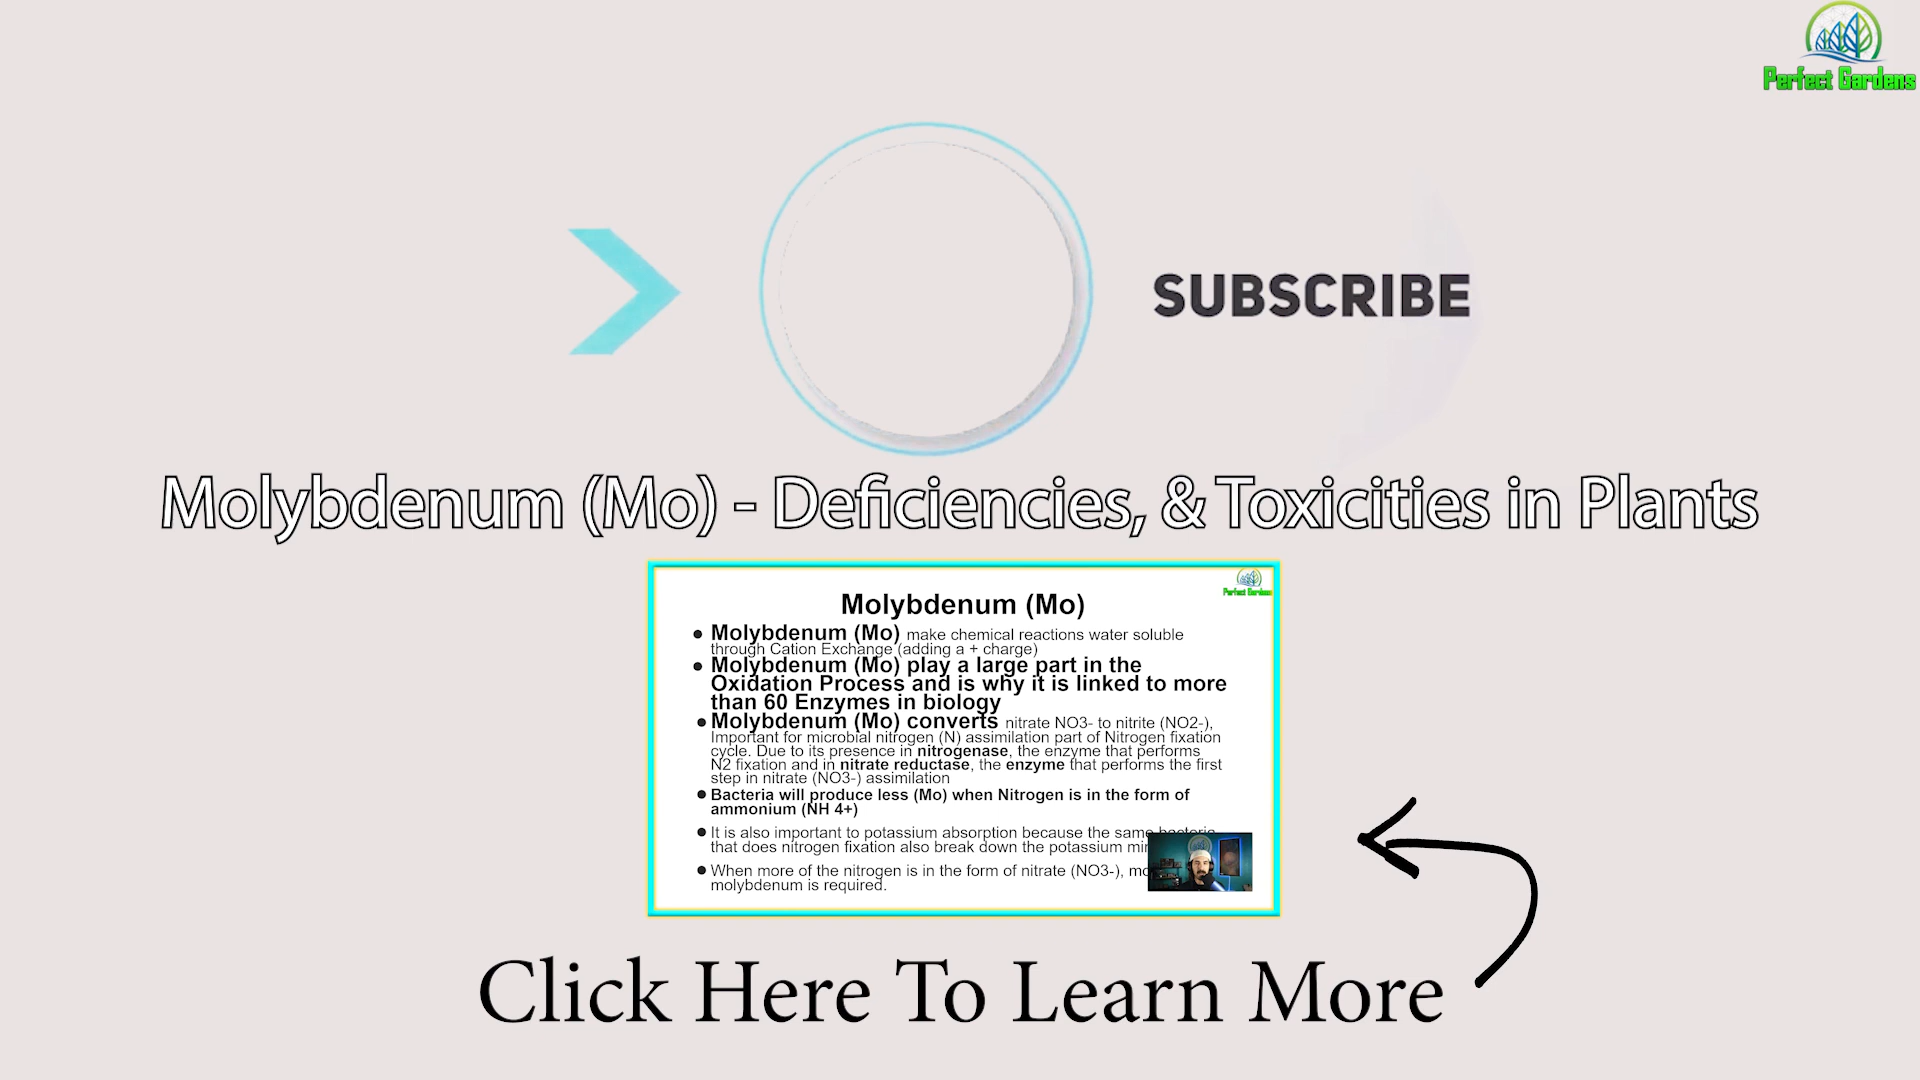 Perfect Gardens
SUBSCRIBE
Molybdenum (Mo) - Deficiencies, & Toxicities in Plants
Perfect Gardens
Molybdenum (Mo)
● Molybdenum (Mo) make chemical reactions water soluble
through Cation Exchange (adding a + charge)
● Molybdenum (Mo) play a large part in the
Oxidation Process and is why it is linked to more
than 60 Enzymes in biology
● Molybdenum (Mo) converts nitrate NO3- to nitrite (NO2-),
Important for microbial nitrogen (N) assimilation part of Nitrogen fixation
cycle. Due to its presence in nitrogenase, the enzyme that performs
N2 fixation and in nitrate reductase, the enzyme that performs the first
step in nitrate (NO3-) assimilation
● Bacteria will produce less (Mo) when Nitrogen is in the form of
ammonium (NH 4+)
● It is also important to potassium absorption because the same bacteria
that does nitrogen fixation also break down the potassium
● When more of the nitrogen is in the form of nitrate (NO3-),
molybdenum is required.
Click Here To Learn More